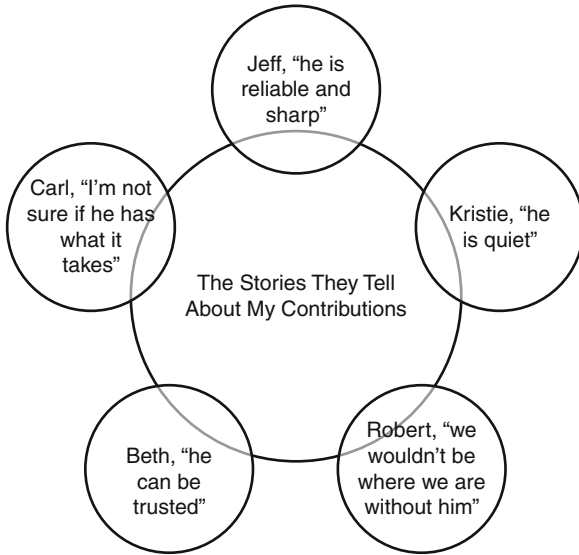 Jeff, “he is
reliable and
sharp”
Carl, “I’m not
sure if he has
what it
takes”
Kristie, “he
is quiet”
The Stories They Tell
About My Contributions
Beth, “he
can be
trusted”
Robert, “we
wouldn’t be
where we are
without him”